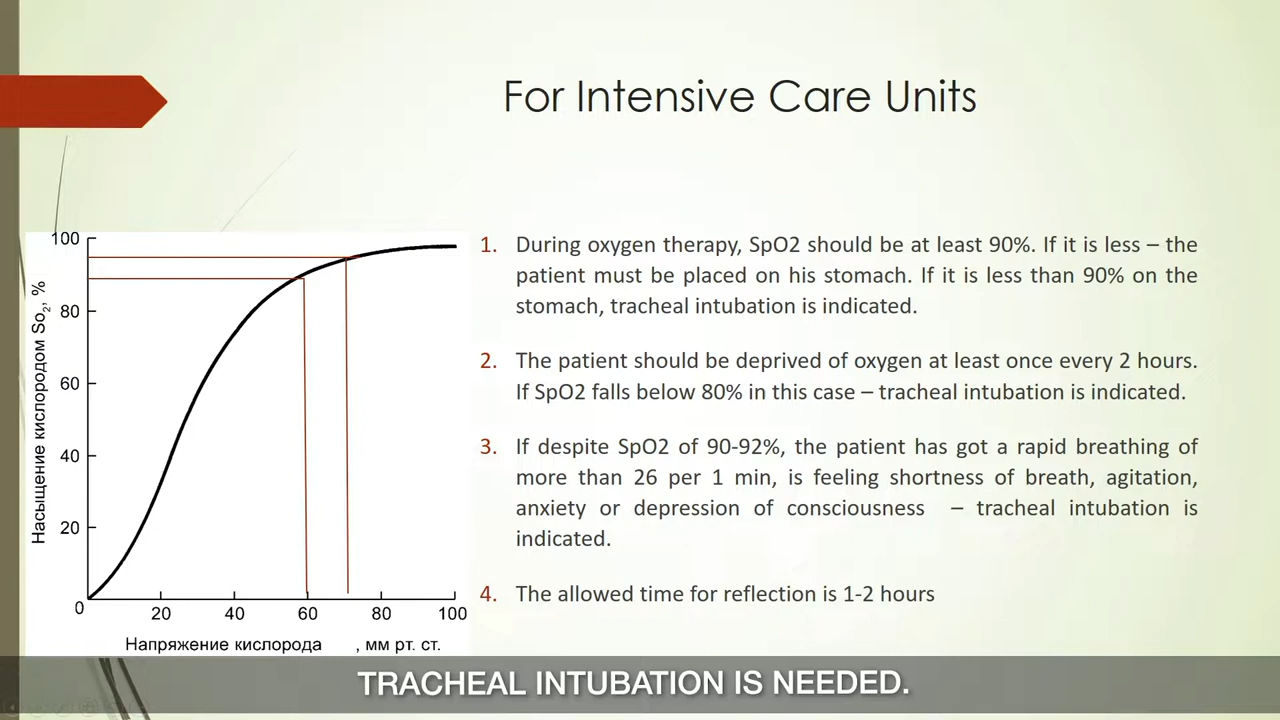 For Intensive Care Units
100
80
60
40
20
0
20 40 60 80 100
Насыщение кислородом So2, %
Напряжение кислорода , мм рт. ст.
1. During oxygen therapy, SpO2 should be at least 90%. If it is less – the
patient must be placed on his stomach. If it is less than 90% on the
stomach, tracheal intubation is indicated.
2. The patient should be deprived of oxygen at least once every 2 hours.
If SpO2 falls below 80% in this case – tracheal intubation is indicated.
3. If despite SpO2 of 90-92%, the patient has got a rapid breathing of
more than 26 per 1 min, is feeling shortness of breath, agitation,
anxiety or depression of consciousness – tracheal intubation is
indicated.
4. The allowed time for reflection is 1-2 hours
TRACHEAL INTUBATION IS NEEDED.